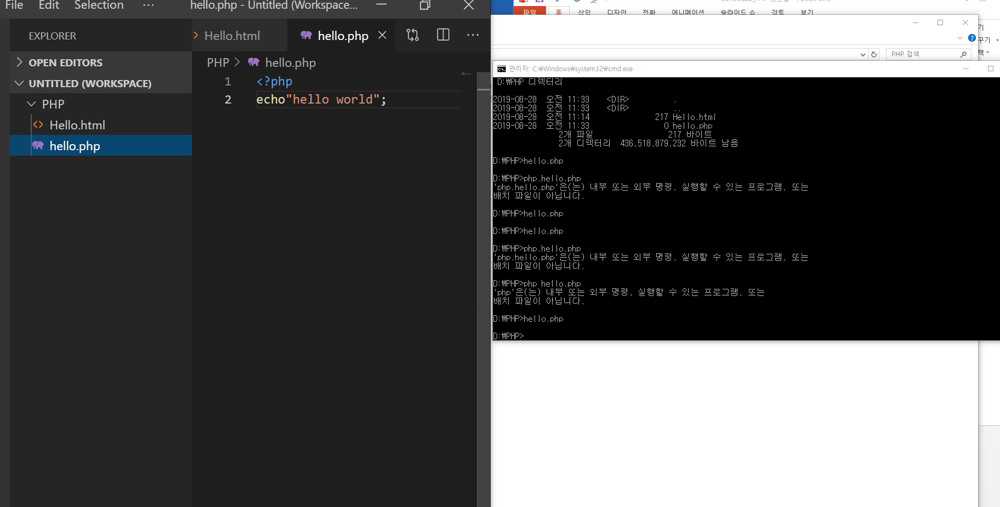 File Edit Selection ··· hello.php - Untitled (Workspace...
EXPLORER
OPEN EDITORS
UNTITLED (WORKSPACE)
PHP
Hello.html
hello.php
Hello.html hello.php
PHP > hello.php
1 <?php
2 echo"hello world";
파일 홈 삽입 디자인 전환 애니메이션 슬라이드 쇼 검토 보기
PHP 검색
관리자: C:₩Windows₩system32₩cmd.exe
D:₩PHP 디렉터리
2019-08-28 오전 11:33 <DIR> .
2019-08-28 오전 11:33 <DIR> ..
2019-08-28 오전 11:14 217 Hello.html
2019-08-28 오전 11:33 0 hello.php
2개 파일 217 바이트
2개 디렉터리 436,518,879,232 바이트 남음
D:₩PHP>hello.php
D:₩PHP>php.hello.php
'php.hello.php'은(는) 내부 또는 외부 명령, 실행할 수 있는 프로그램, 또는
배치 파일이 아닙니다.
D:₩PHP>hello.php
D:₩PHP>hello.php
D:₩PHP>php.hello.php
'php.hello.php'은(는) 내부 또는 외부 명령, 실행할 수 있는 프로그램, 또는
배치 파일이 아닙니다.
D:₩PHP>php hello.php
'php'은(는) 내부 또는 외부 명령, 실행할 수 있는 프로그램, 또는
배치 파일이 아닙니다.
D:₩PHP>hello.php
D:₩PHP>
기
꾸기
택